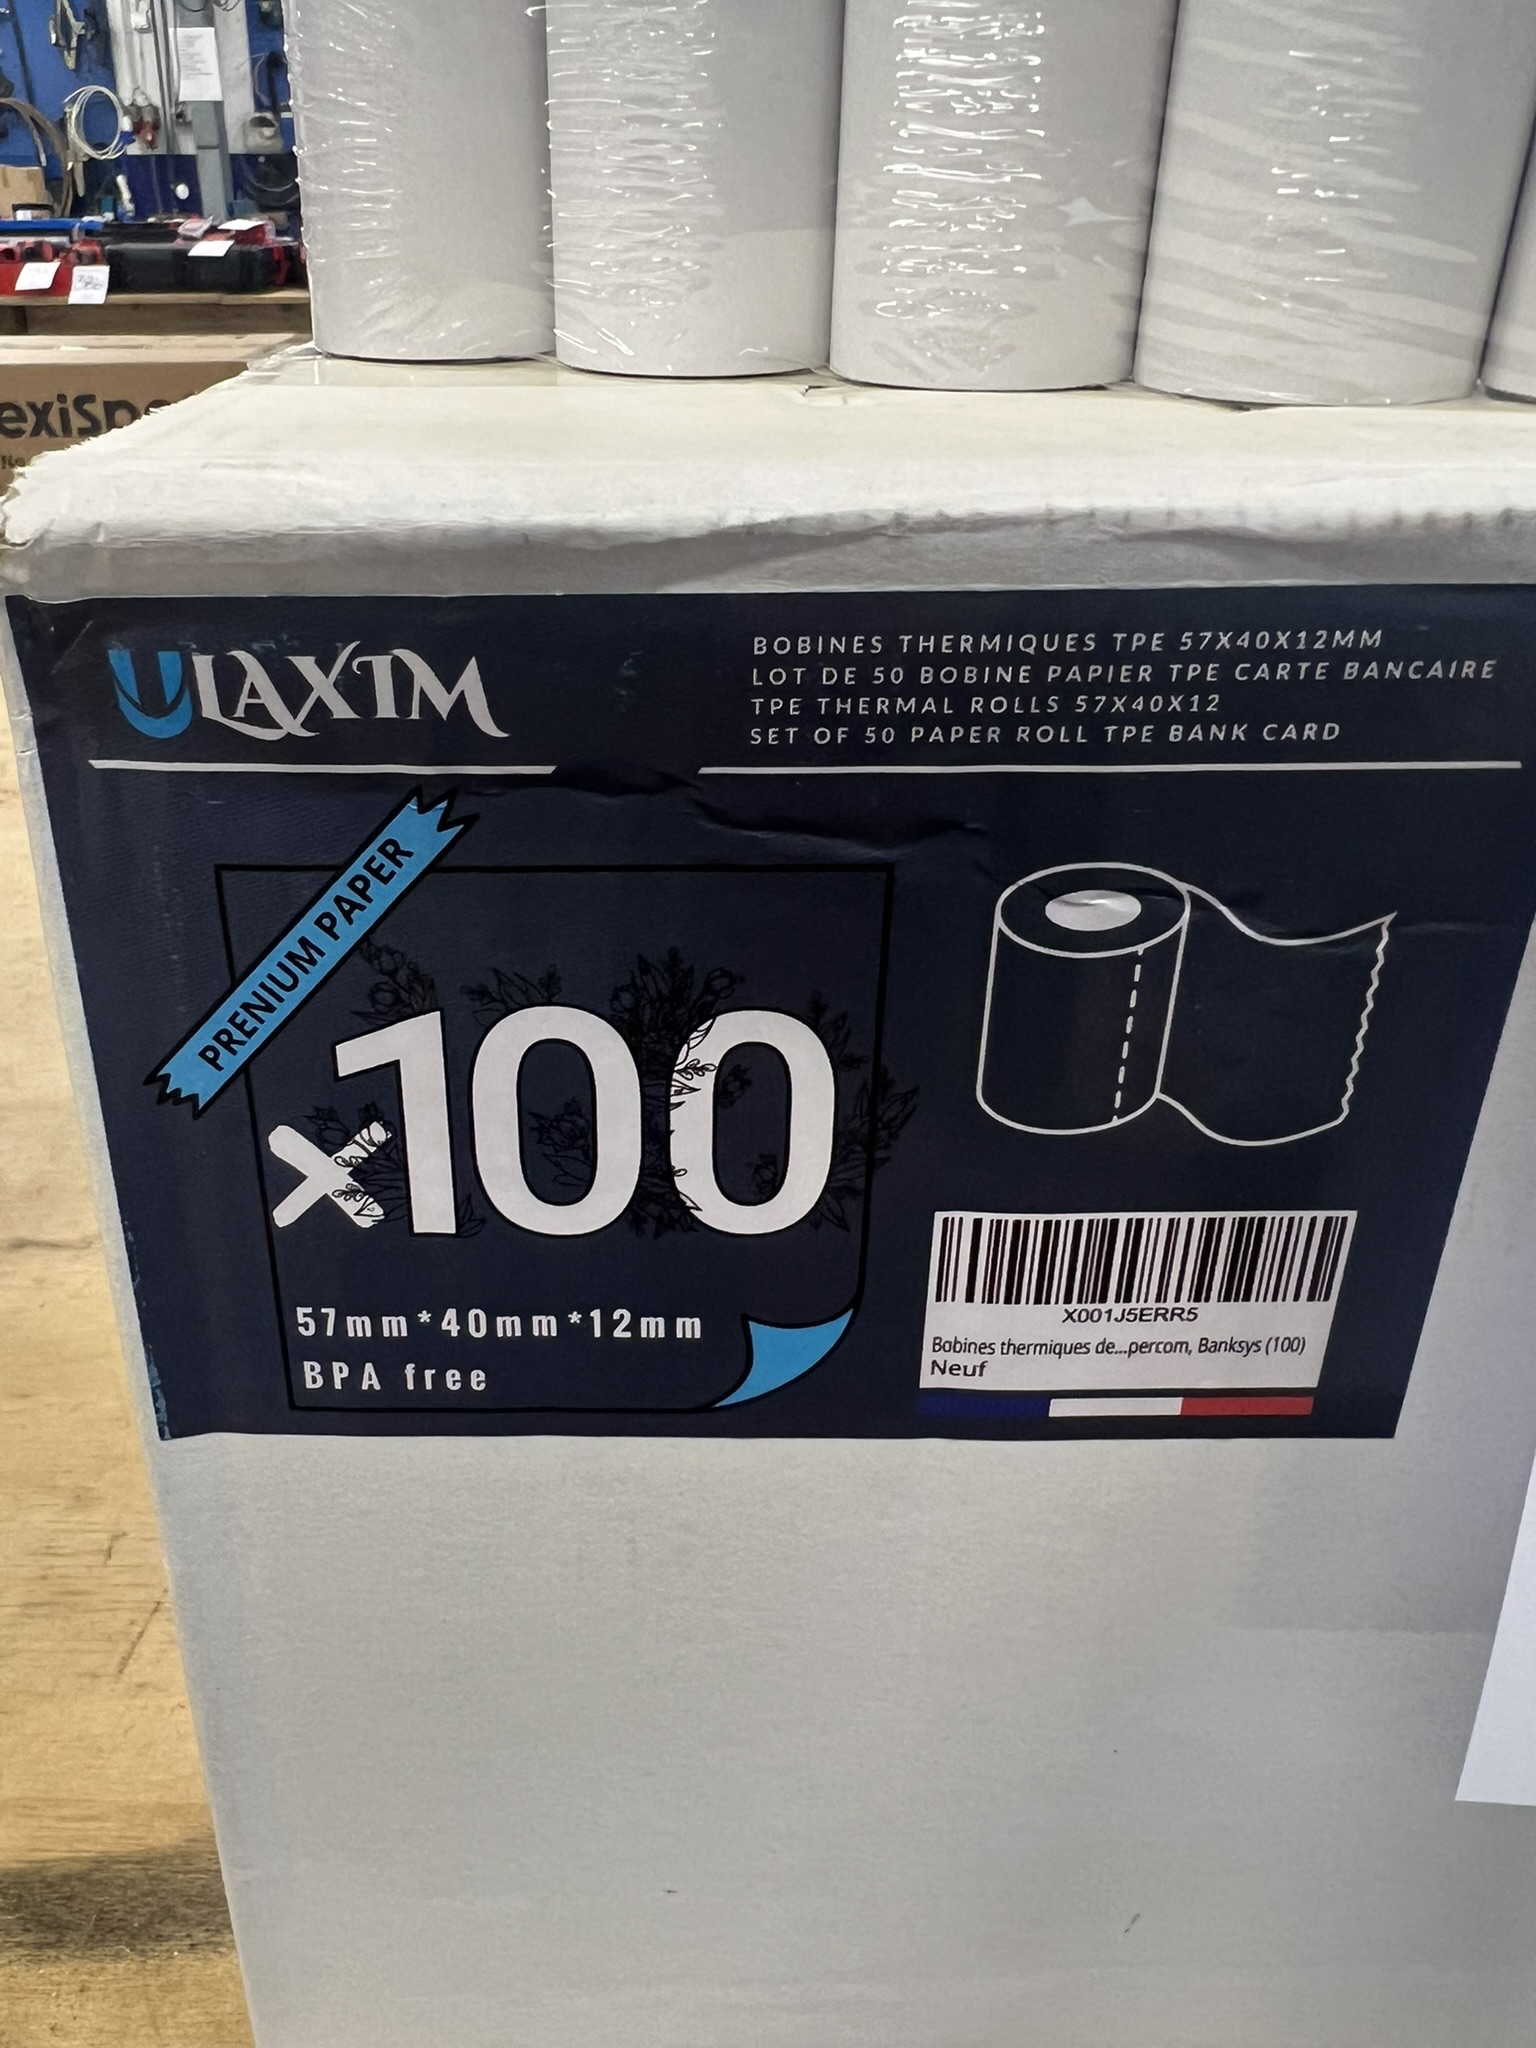 ULAXIM
BOBINES THERMIQUES TPE 57X40X12MM
LOT DE 50 BOBINE PAPIER TPE CARTE BANCAIRE
TPE THERMAL ROLLS 57X40X12
SET OF 50 PAPER ROLL TPE BANK CARD
PRENIUM PAPER
x100
57mm*40mm*12mm
BPA free
X001J5ERR5
Bobines thermiques de...percom, Banksys (100)
Neuf